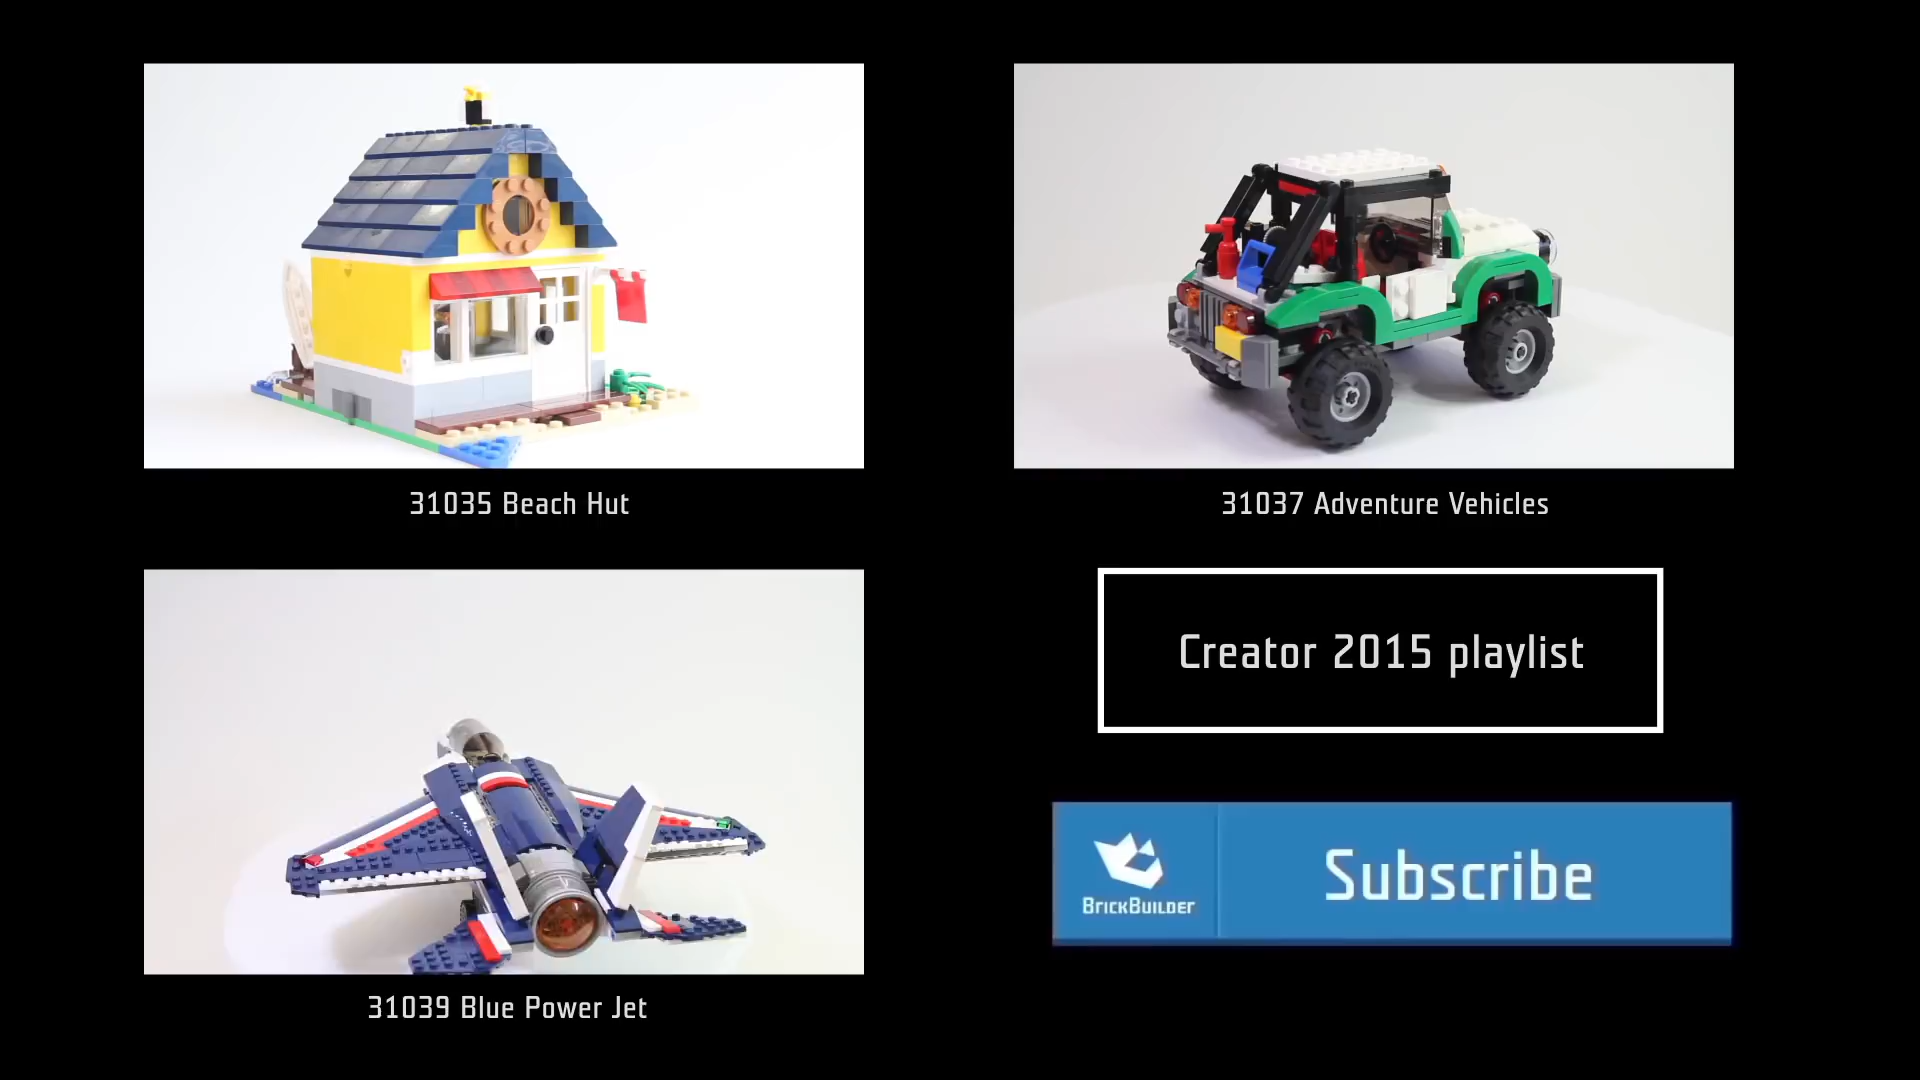 31035 Beach Hut
31037 Adventure Vehicles
Creator 2015 playlist
BRICKBUILDER
Subscribe
31039 Blue Power Jet